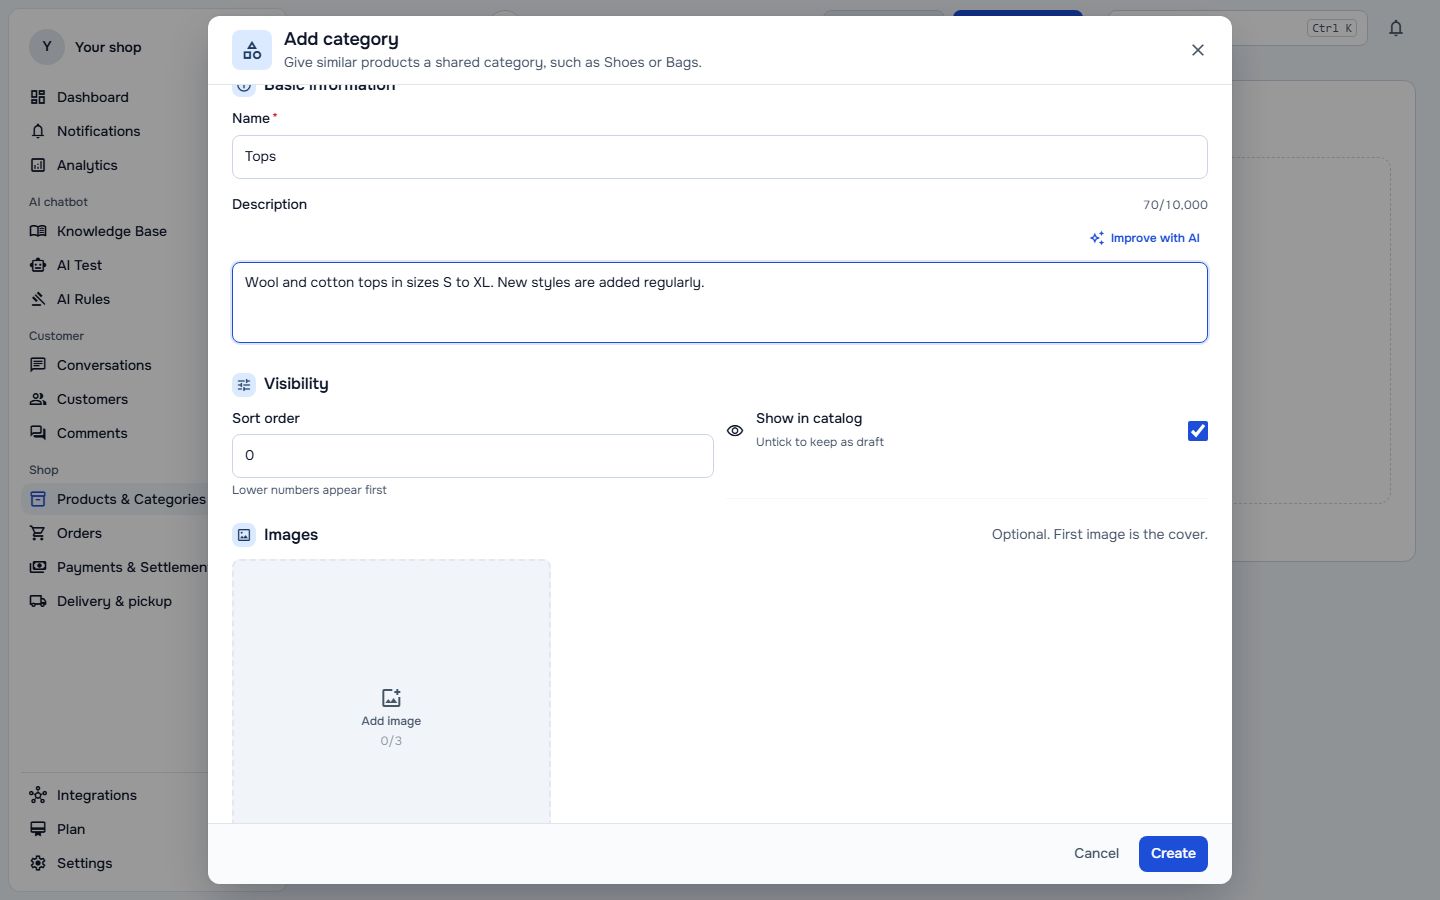 Y
Your shop
Dashboard
Notifications
Analytics
AI chatbot
Knowledge Base
AI Test
AI Rules
Customer
Conversations
Customers
Comments
Shop
Products & Categories
Orders
Payments & Settlemen
Delivery & pickup
Integrations
Plan
Settings
Ctrl K
Add category
Give similar products a shared category, such as Shoes or Bags.
Basic information
Name*
Tops
Description
70/10,000
Improve with AI
Wool and cotton tops in sizes S to XL. New styles are added regularly.
Visibility
Sort order
0
Lower numbers appear first
Show in catalog
Untick to keep as draft
Images
Optional. First image is the cover.
Add image
0/3
Cancel
Create